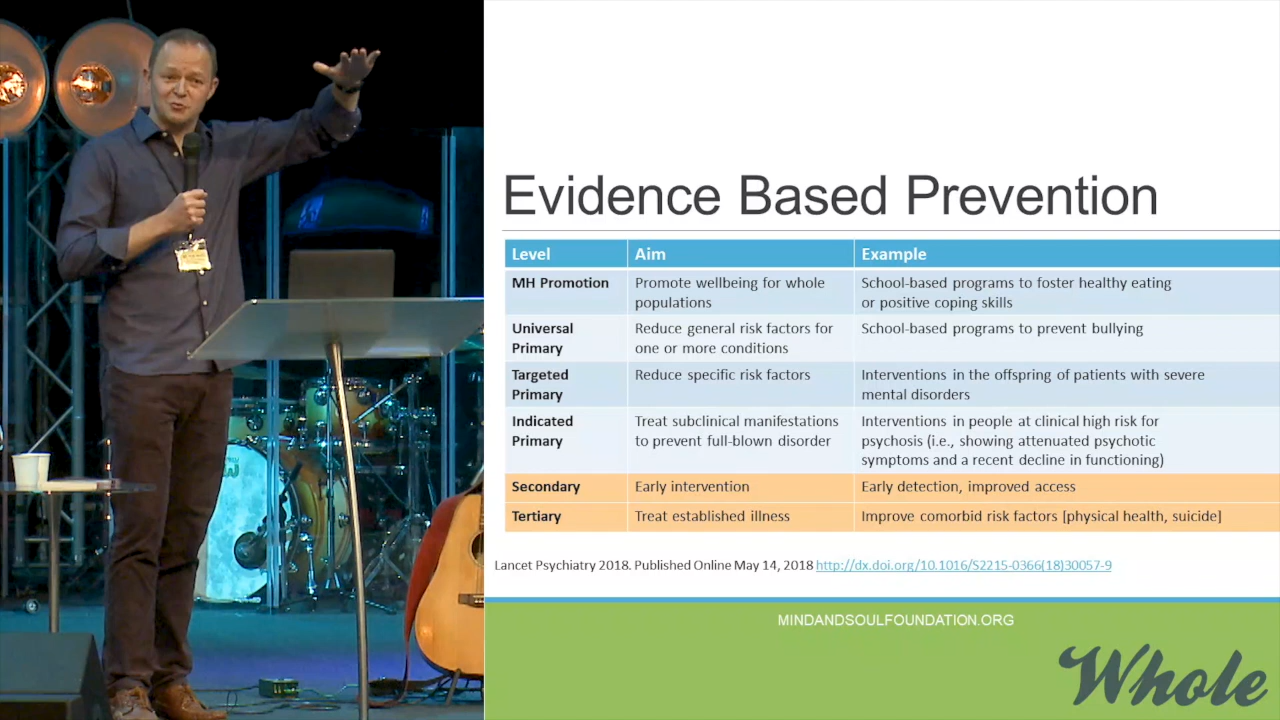 Evidence Based Prevention
Level Aim Example
MH Promotion Promote wellbeing for whole populations School-based programs to foster healthy eating or positive coping skills
Universal Primary Reduce general risk factors for one or more conditions School-based programs to prevent bullying
Targeted Primary Reduce specific risk factors Interventions in the offspring of patients with severe mental disorders
Indicated Primary Treat subclinical manifestations to prevent full-blown disorder Interventions in people at clinical high risk for psychosis (i.e., showing attenuated psychotic symptoms and a recent decline in functioning)
Secondary Early intervention Early detection, improved access
Tertiary Treat established illness Improve comorbid risk factors [physical health, suicide]
Lancet Psychiatry 2018. Published Online May 14, 2018 http://dx.doi.org/10.1016/S2215-0366(18)30057-9
MINDANDSOULFOUNDATION.ORG
Whole